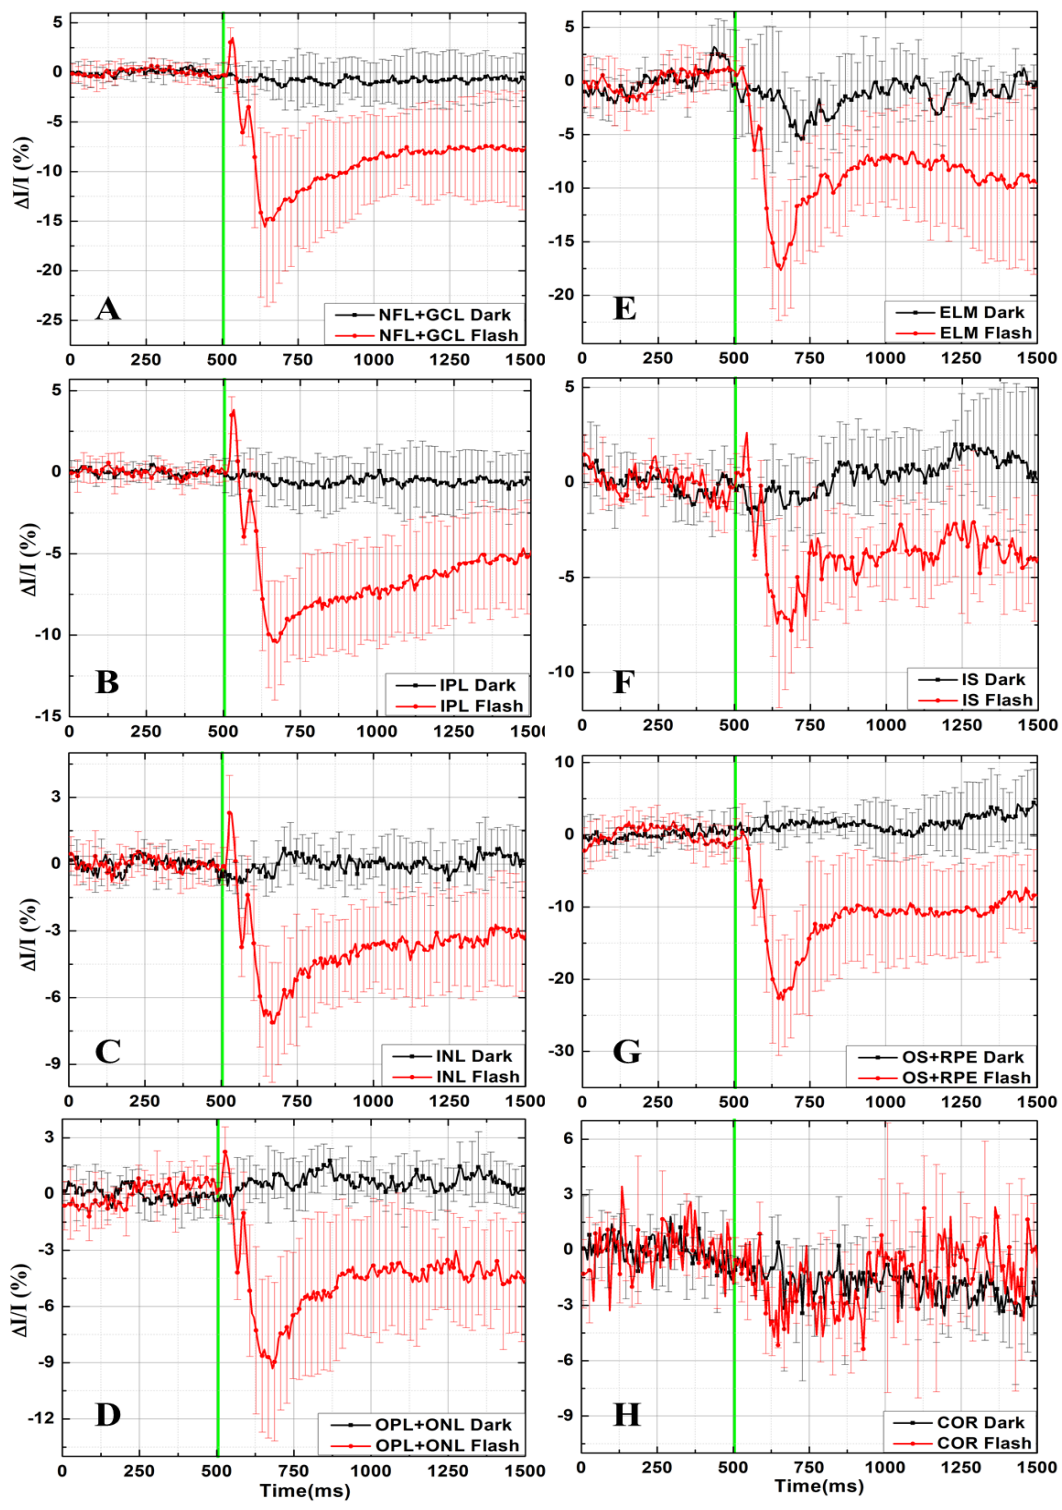 5
0
-5
-10
-15
-20
-25
ΔI/I (%)
A
NFL+GCL Dark
NFL+GCL Flash
0 250 500 750 1000 1250 1500
5
0
-5
-10
-15
ΔI/I (%)
B
IPL Dark
IPL Flash
0 250 500 750 1000 1250 1500
3
0
-3
-6
-9
ΔI/I (%)
C
INL Dark
INL Flash
0 250 500 750 1000 1250 1500
3
0
-3
-6
-9
-12
ΔI/I (%)
D
OPL+ONL Dark
OPL+ONL Flash
0 250 500 750 1000 1250 1500
Time(ms)
5
0
-5
-10
-15
-20
E
ELM Dark
ELM Flash
0 250 500 750 1000 1250 1500
5
0
-5
-10
F
IS Dark
IS Flash
0 250 500 750 1000 1250 1500
10
0
-10
-20
-30
G
OS+RPE Dark
OS+RPE Flash
0 250 500 750 1000 1250 1500
6
3
0
-3
-6
-9
H
COR Dark
COR Flash
0 250 500 750 1000 1250 1500
Time(ms)